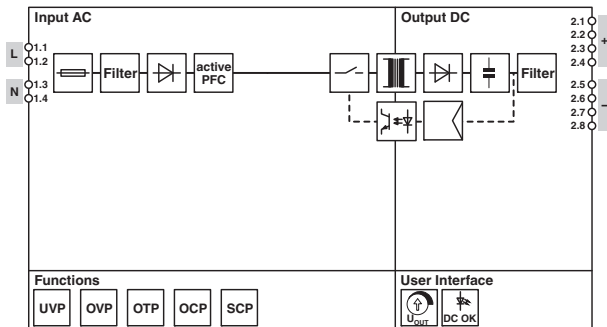 Input AC
Output DC
L
1.1
1.2
N
1.3
1.4
Filter
active
PFC
Filter
2.1
2.2
2.3
2.4
+
2.5
2.6
2.7
2.8
–
Functions
UVP
OVP
OTP
OCP
SCP
User Interface
UOUT
DC OK